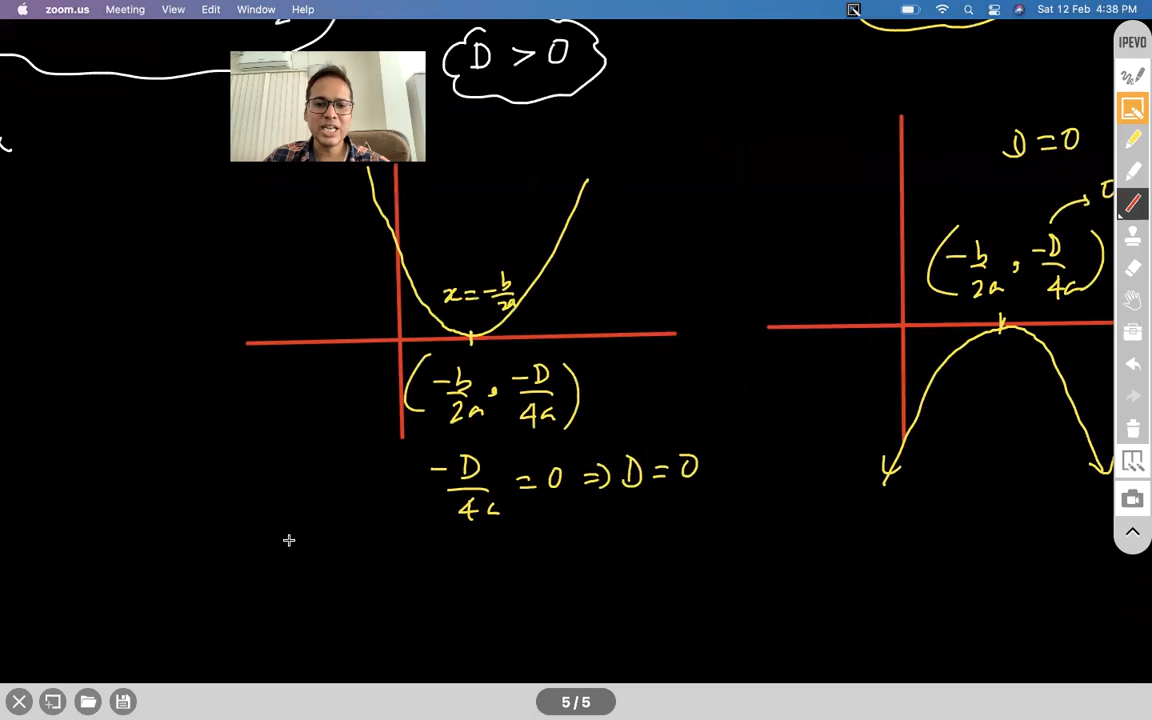 zoom.us Meeting View Edit Window Help Sat 12 Feb 4:38 PM
IPEVO
D > 0
D = 0
0
(-b/2a, -D/4a)
x = -b/2a
(-b/2a, -D/4a)
-D/4a = 0 ⇒ D = 0
5 / 5